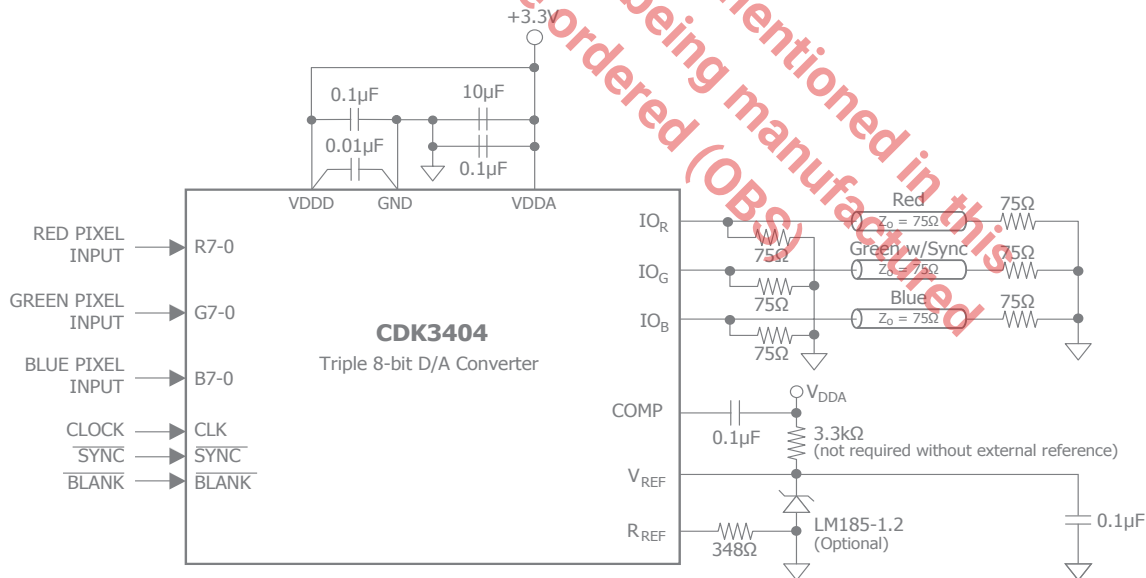 +3.3V
0.1µF
10µF
0.01µF
0.1µF
VDDD
GND
VDDA
RED PIXEL
INPUT
R7-0
GREEN PIXEL
INPUT
G7-0
BLUE PIXEL
INPUT
B7-0
CLOCK
CLK
SYNC
SYNC
BLANK
BLANK
CDK3404
Triple 8-bit D/A Converter
IOR
75Ω
Red
Zo = 75Ω
75Ω
IOG
75Ω
Green w/Sync
Zo = 75Ω
75Ω
IOB
75Ω
Blue
Zo = 75Ω
75Ω
COMP
0.1µF
VDDA
3.3kΩ
(not required without external reference)
VREF
LM185-1.2
(Optional)
0.1µF
RREF
348Ω
mentioned in this
being manufactured
ordered (OBS)